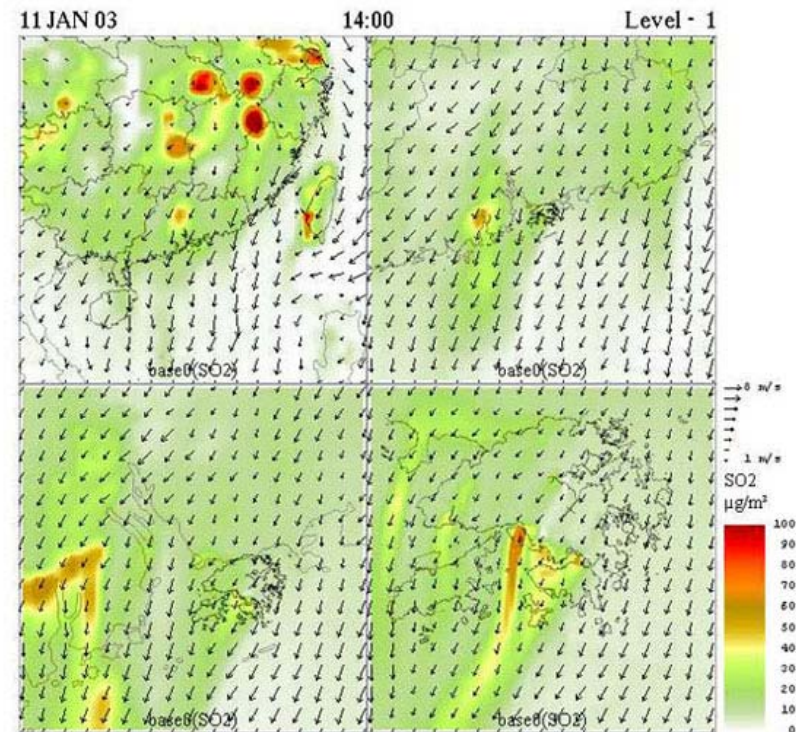 11 JAN 03 14:00 Level - 1
base0(SO2) base0(SO2)
8 m/s
1 m/s
SO2
µg/m³
100
90
80
70
60
50
40
30
20
10
0
base0(SO2) base0(SO2)